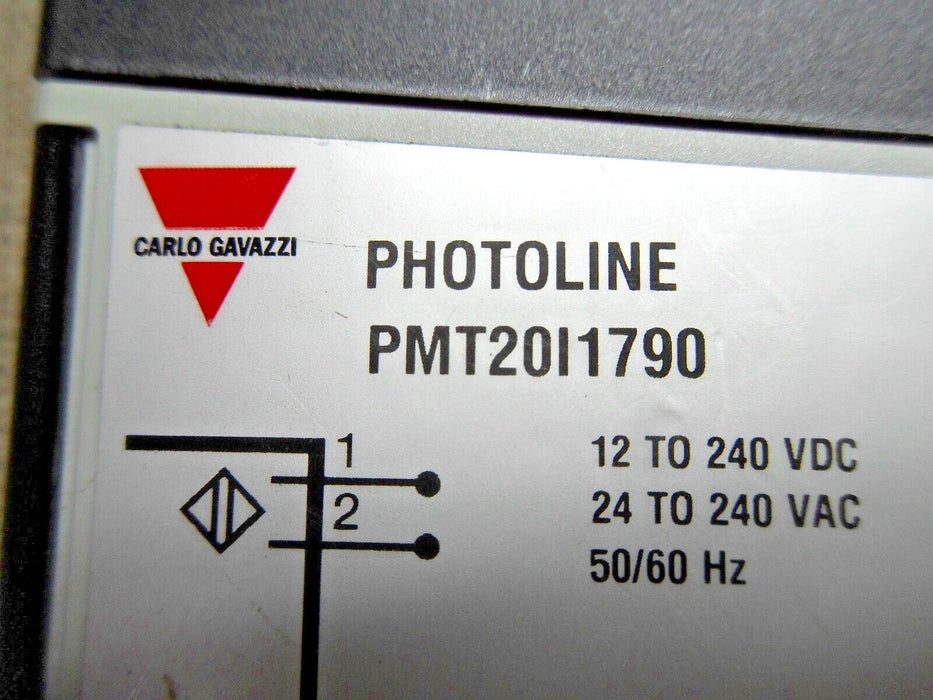 CARLO GAVAZZI
PHOTOLINE
PMT20I1790
1
2
12 TO 240 VDC
24 TO 240 VAC
50/60 Hz